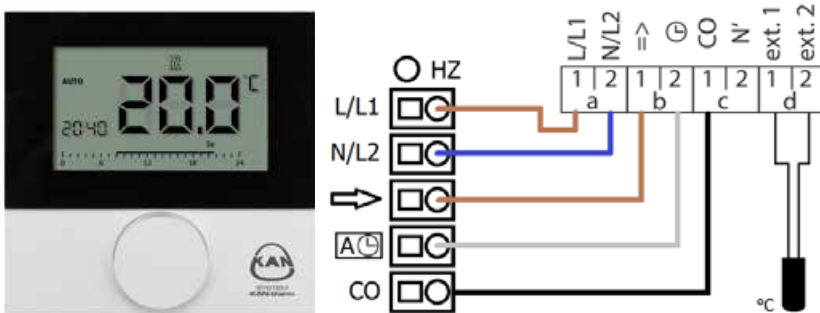 AUTO
20.0 °C
20:40
Sa
0 6 12 18 24
KAN
SYSTEM
KAN-therm
HZ
L/L1
N/L2
A
CO
L/L1 N/L2 => CO N' ext. 1 ext. 2
1 2 1 2 1 2 1 2
a b c d
°C